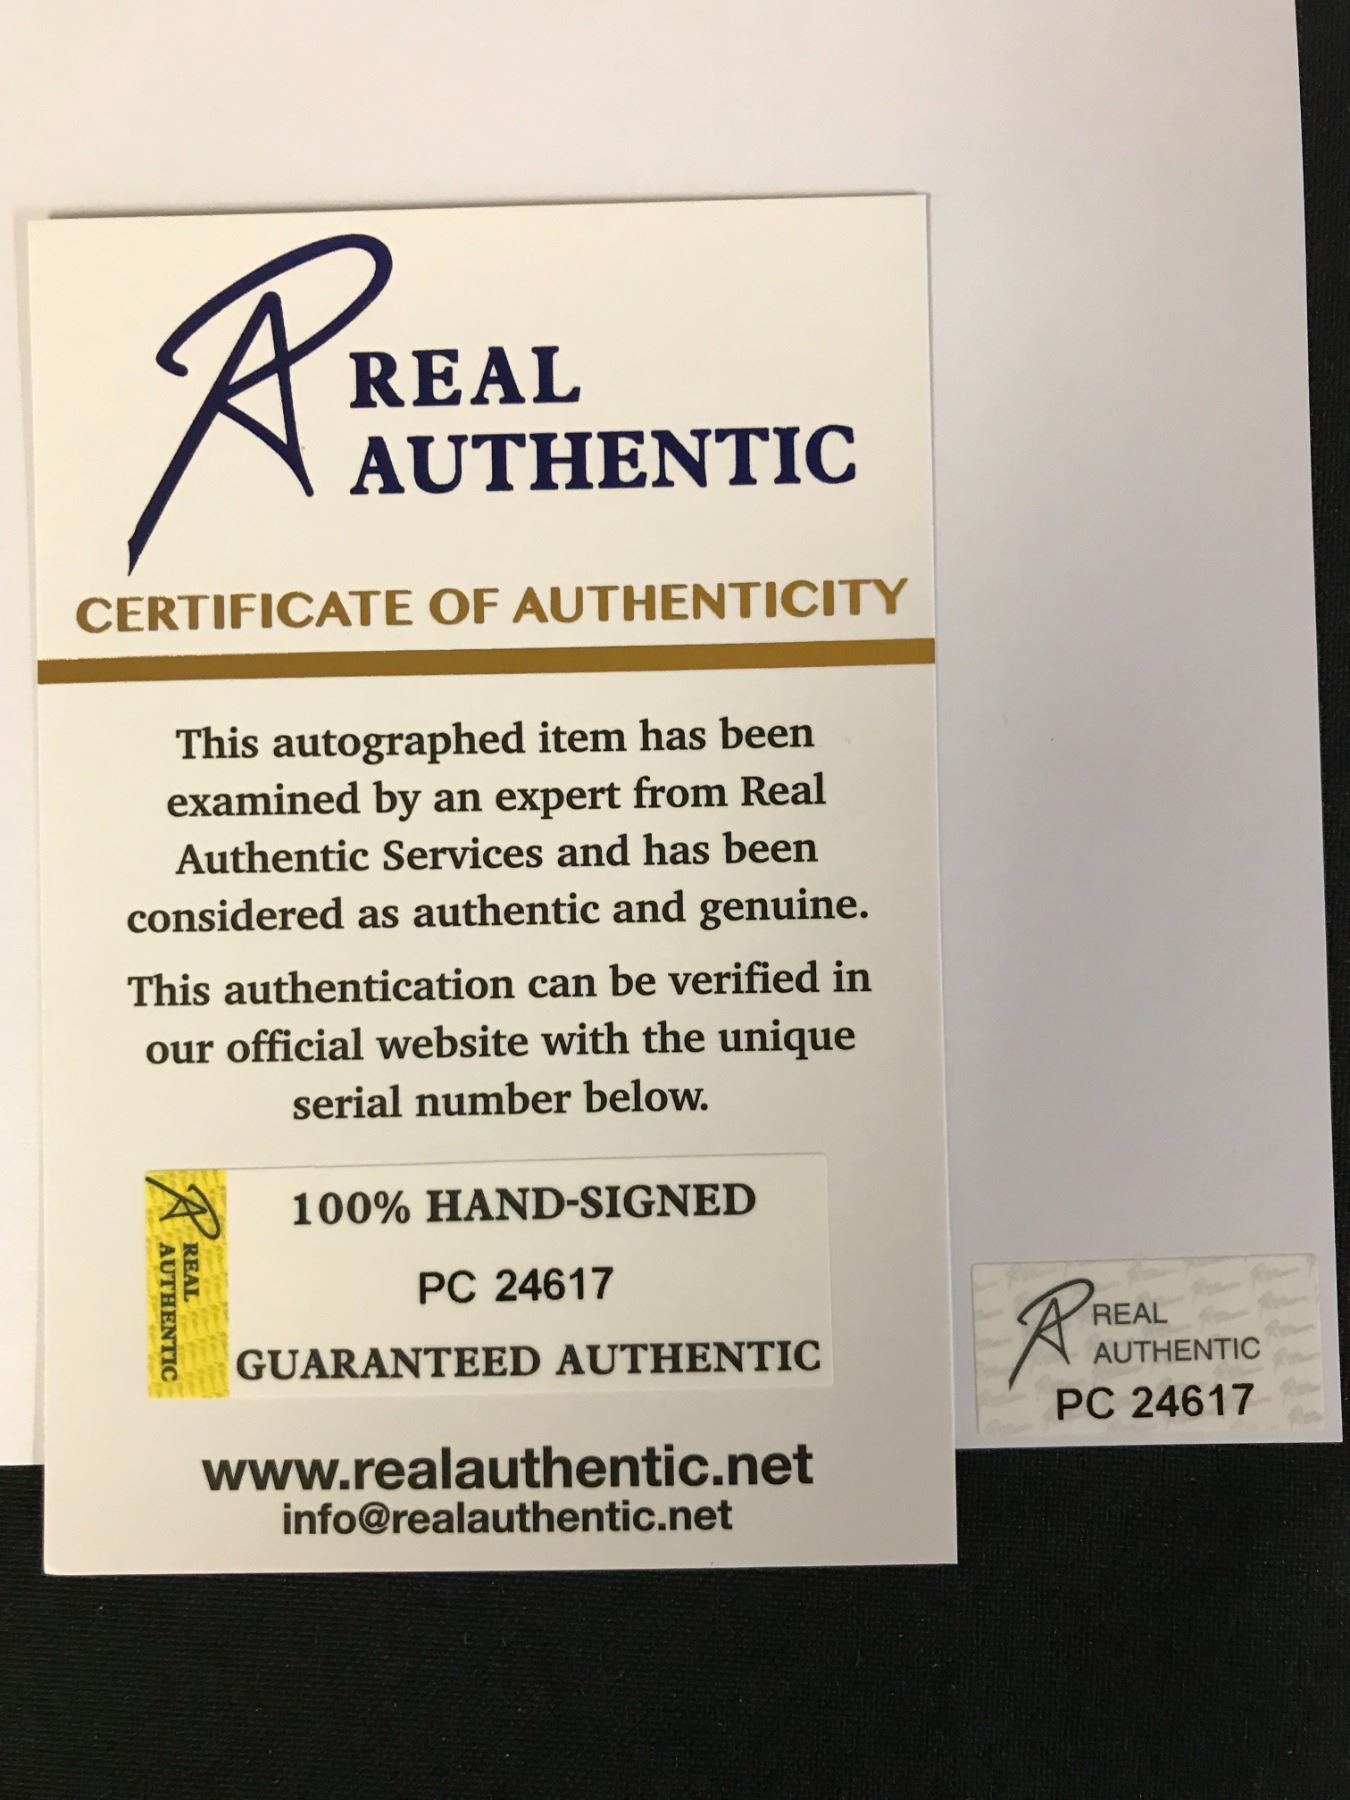 REAL
AUTHENTIC
CERTIFICATE OF AUTHENTICITY
This autographed item has been
examined by an expert from Real
Authentic Services and has been
considered as authentic and genuine.
This authentication can be verified in
our official website with the unique
serial number below.
REAL
AUTHENTIC
100% HAND-SIGNED
PC 24617
GUARANTEED AUTHENTIC
www.realauthentic.net
info@realauthentic.net
REAL
AUTHENTIC
PC 24617